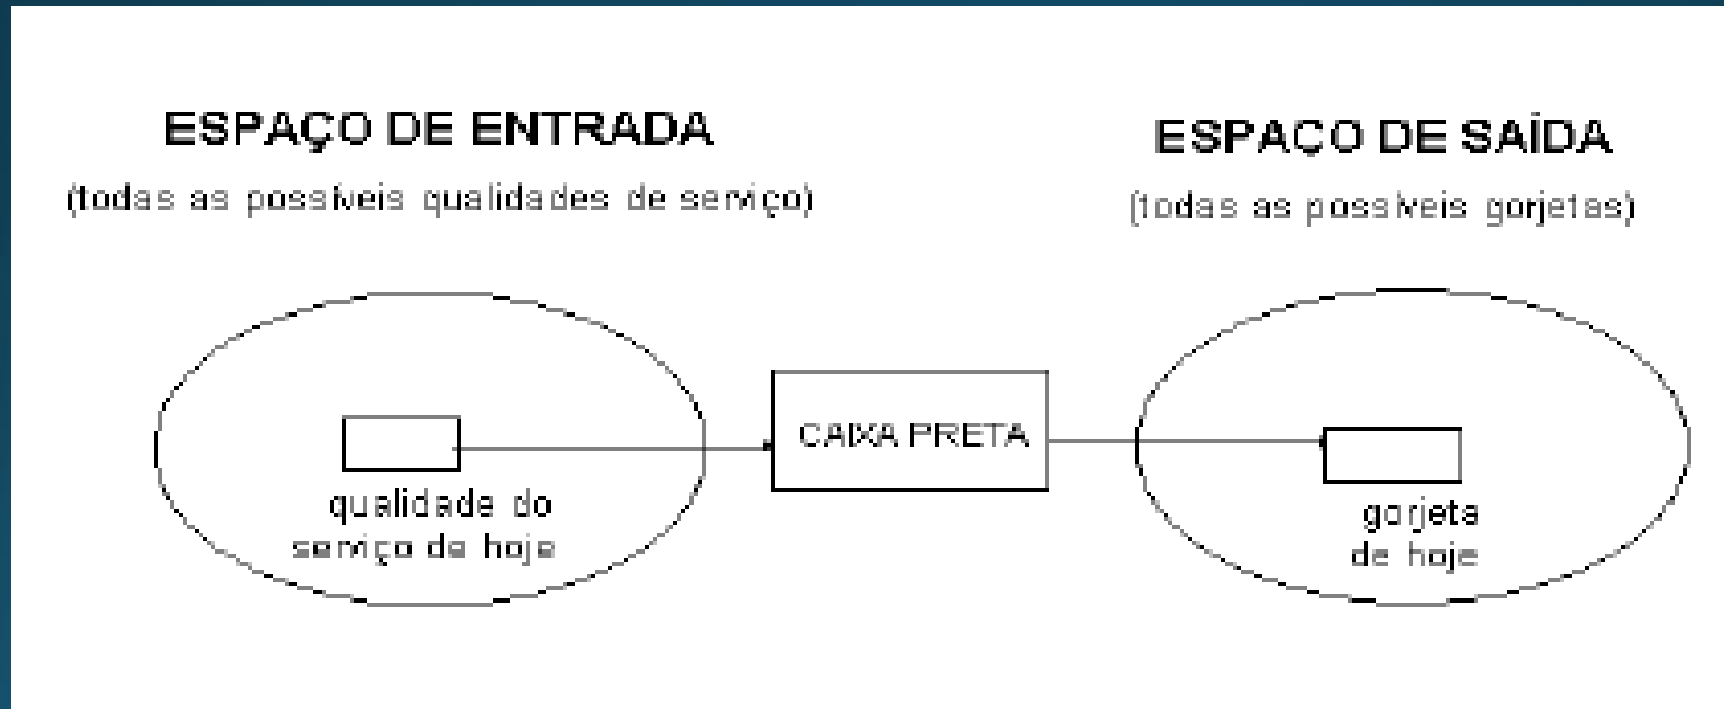 ESPAÇO DE ENTRADA
(todas as possíveis qualidades de serviço)
ESPAÇO DE SAÍDA
(todas as possíveis gorjetas)
CAIXA PRETA
qualidade do
serviço de hoje
gorjeta
de hoje